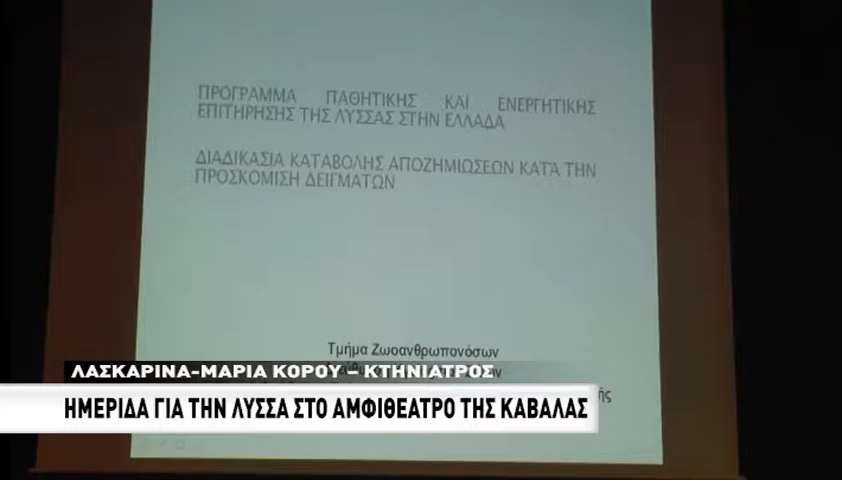 ΠΡΟΓΡΑΜΜΑ ΠΑΘΗΤΙΚΗΣ ΚΑΙ ΕΝΕΡΓΗΤΙΚΗΣ
ΕΠΙΤΗΡΗΣΗΣ ΤΗΣ ΛΥΣΣΑΣ ΣΤΗΝ ΕΛΛΑΔΑ
ΔΙΑΔΙΚΑΣΙΑ ΚΑΤΑΒΟΛΗΣ ΑΠΟΖΗΜΙΩΣΕΩΝ ΚΑΤΆ ΤΗΝ
ΠΡΟΣΚΟΜΙΣΗ ΔΕΙΓΜΑΤΩΝ
Τμήμα Ζωοανθρωπονόσων
ΛΑΣΚΑΡΙΝΑ-ΜΑΡΙΑ ΚΟΡΟΥ – ΚΤΗΝΙΑΤΡΟΣ
ΗΜΕΡΙΔΑ ΓΙΑ ΤΗΝ ΛΥΣΣΑ ΣΤΟ ΑΜΦΙΘΕΑΤΡΟ ΤΗΣ ΚΑΒΑΛΑΣ